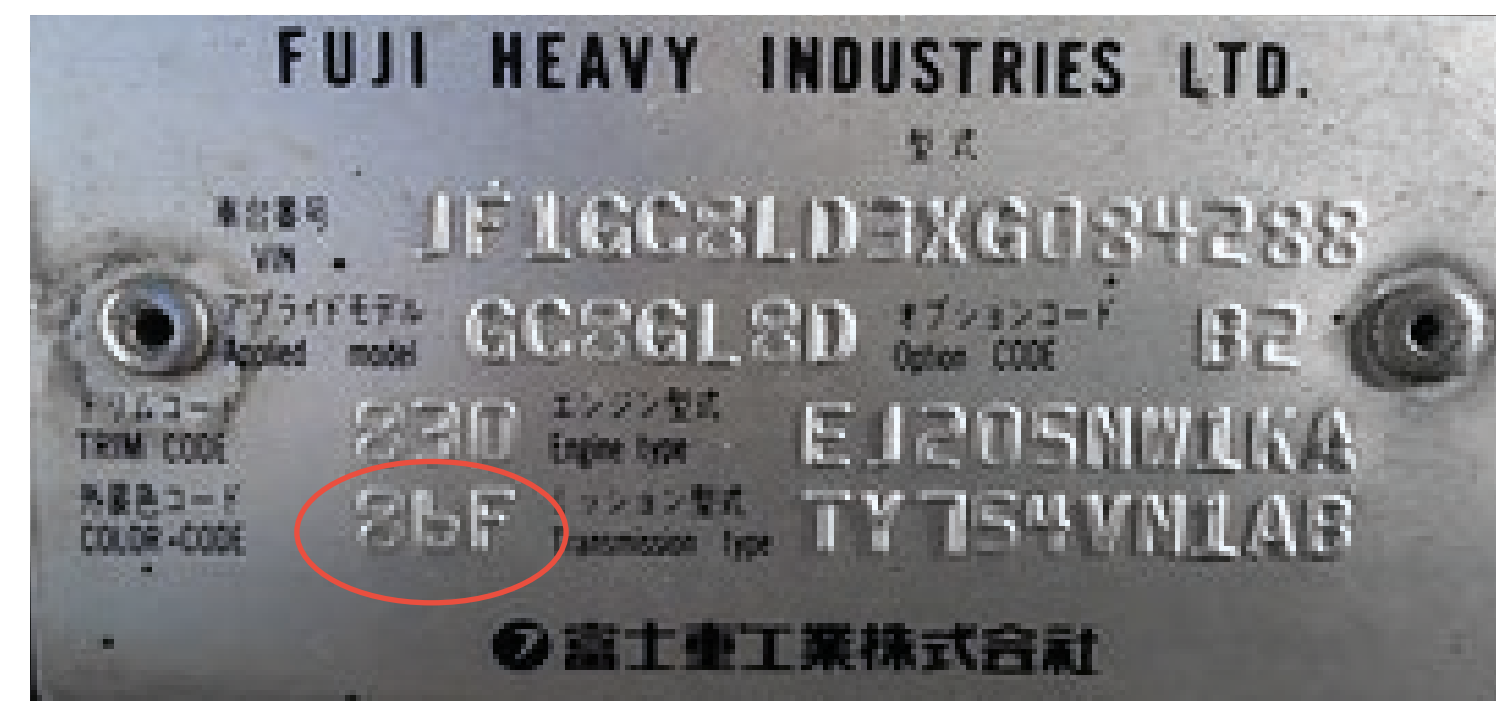 FUJI HEAVY INDUSTRIES LTD.
型式
車台番号
VIN JF1GC8LD3XG084288
アプライドモデル オプションコード
Applied model GC8GL8D Option CODE B2
トリムコード エンジン型式
TRIM CODE Engine type EJ20SNW1KA
外装色コード ミッション型式
COLOR-CODE Transmission type TY754VN1AB
富士重工業株式会社